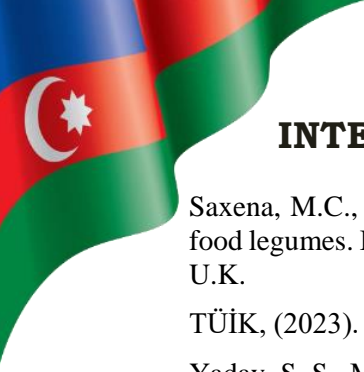 INTE
Saxena, M.C.,
food legumes.
U.K.
TÜİK, (2023).
Yadav, S. S.,